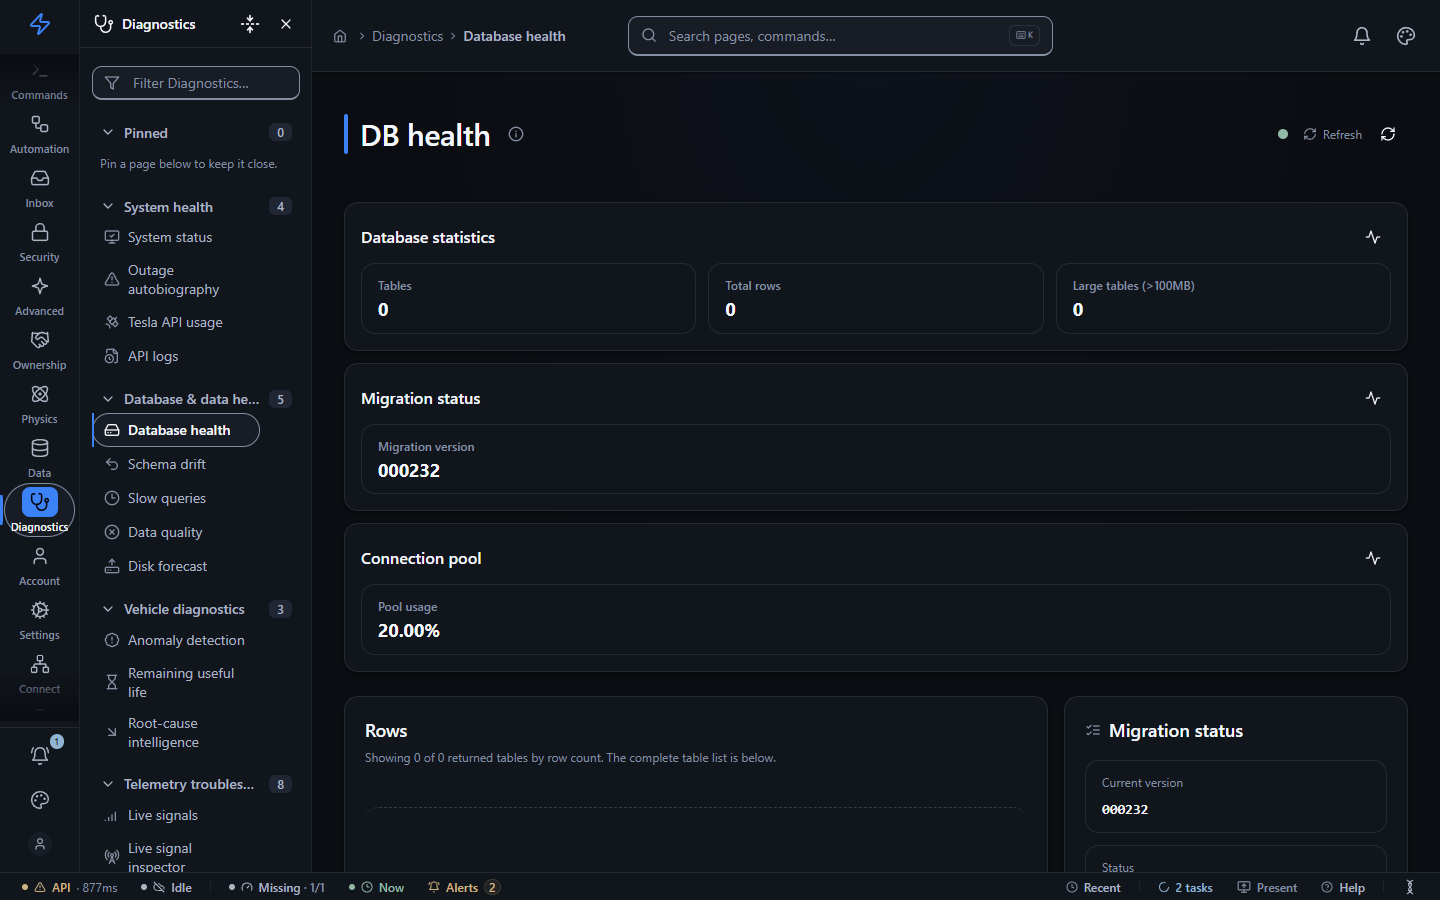 Diagnostics
Diagnostics
Database health
Search pages, commands...
K
Commands
Automation
Inbox
Security
Advanced
Ownership
Physics
Data
Diagnostics
Account
Settings
Connect
1
Filter Diagnostics...
Pinned
0
Pin a page below to keep it close.
System health
4
System status
Outage
autobiography
Tesla API usage
API logs
Database & data he...
5
Database health
Schema drift
Slow queries
Data quality
Disk forecast
Vehicle diagnostics
3
Anomaly detection
Remaining useful
life
Root-cause
intelligence
Telemetry troubles...
8
Live signals
Live signal
inspector
DB health
Refresh
Database statistics
Tables
0
Total rows
0
Large tables (>100MB)
0
Migration status
Migration version
000232
Connection pool
Pool usage
20.00%
Rows
Showing 0 of 0 returned tables by row count. The complete table list is below.
Migration status
Current version
000232
Status
API · 877ms
Idle
Missing · 1/1
Now
Alerts 2
Recent
2 tasks
Present
Help